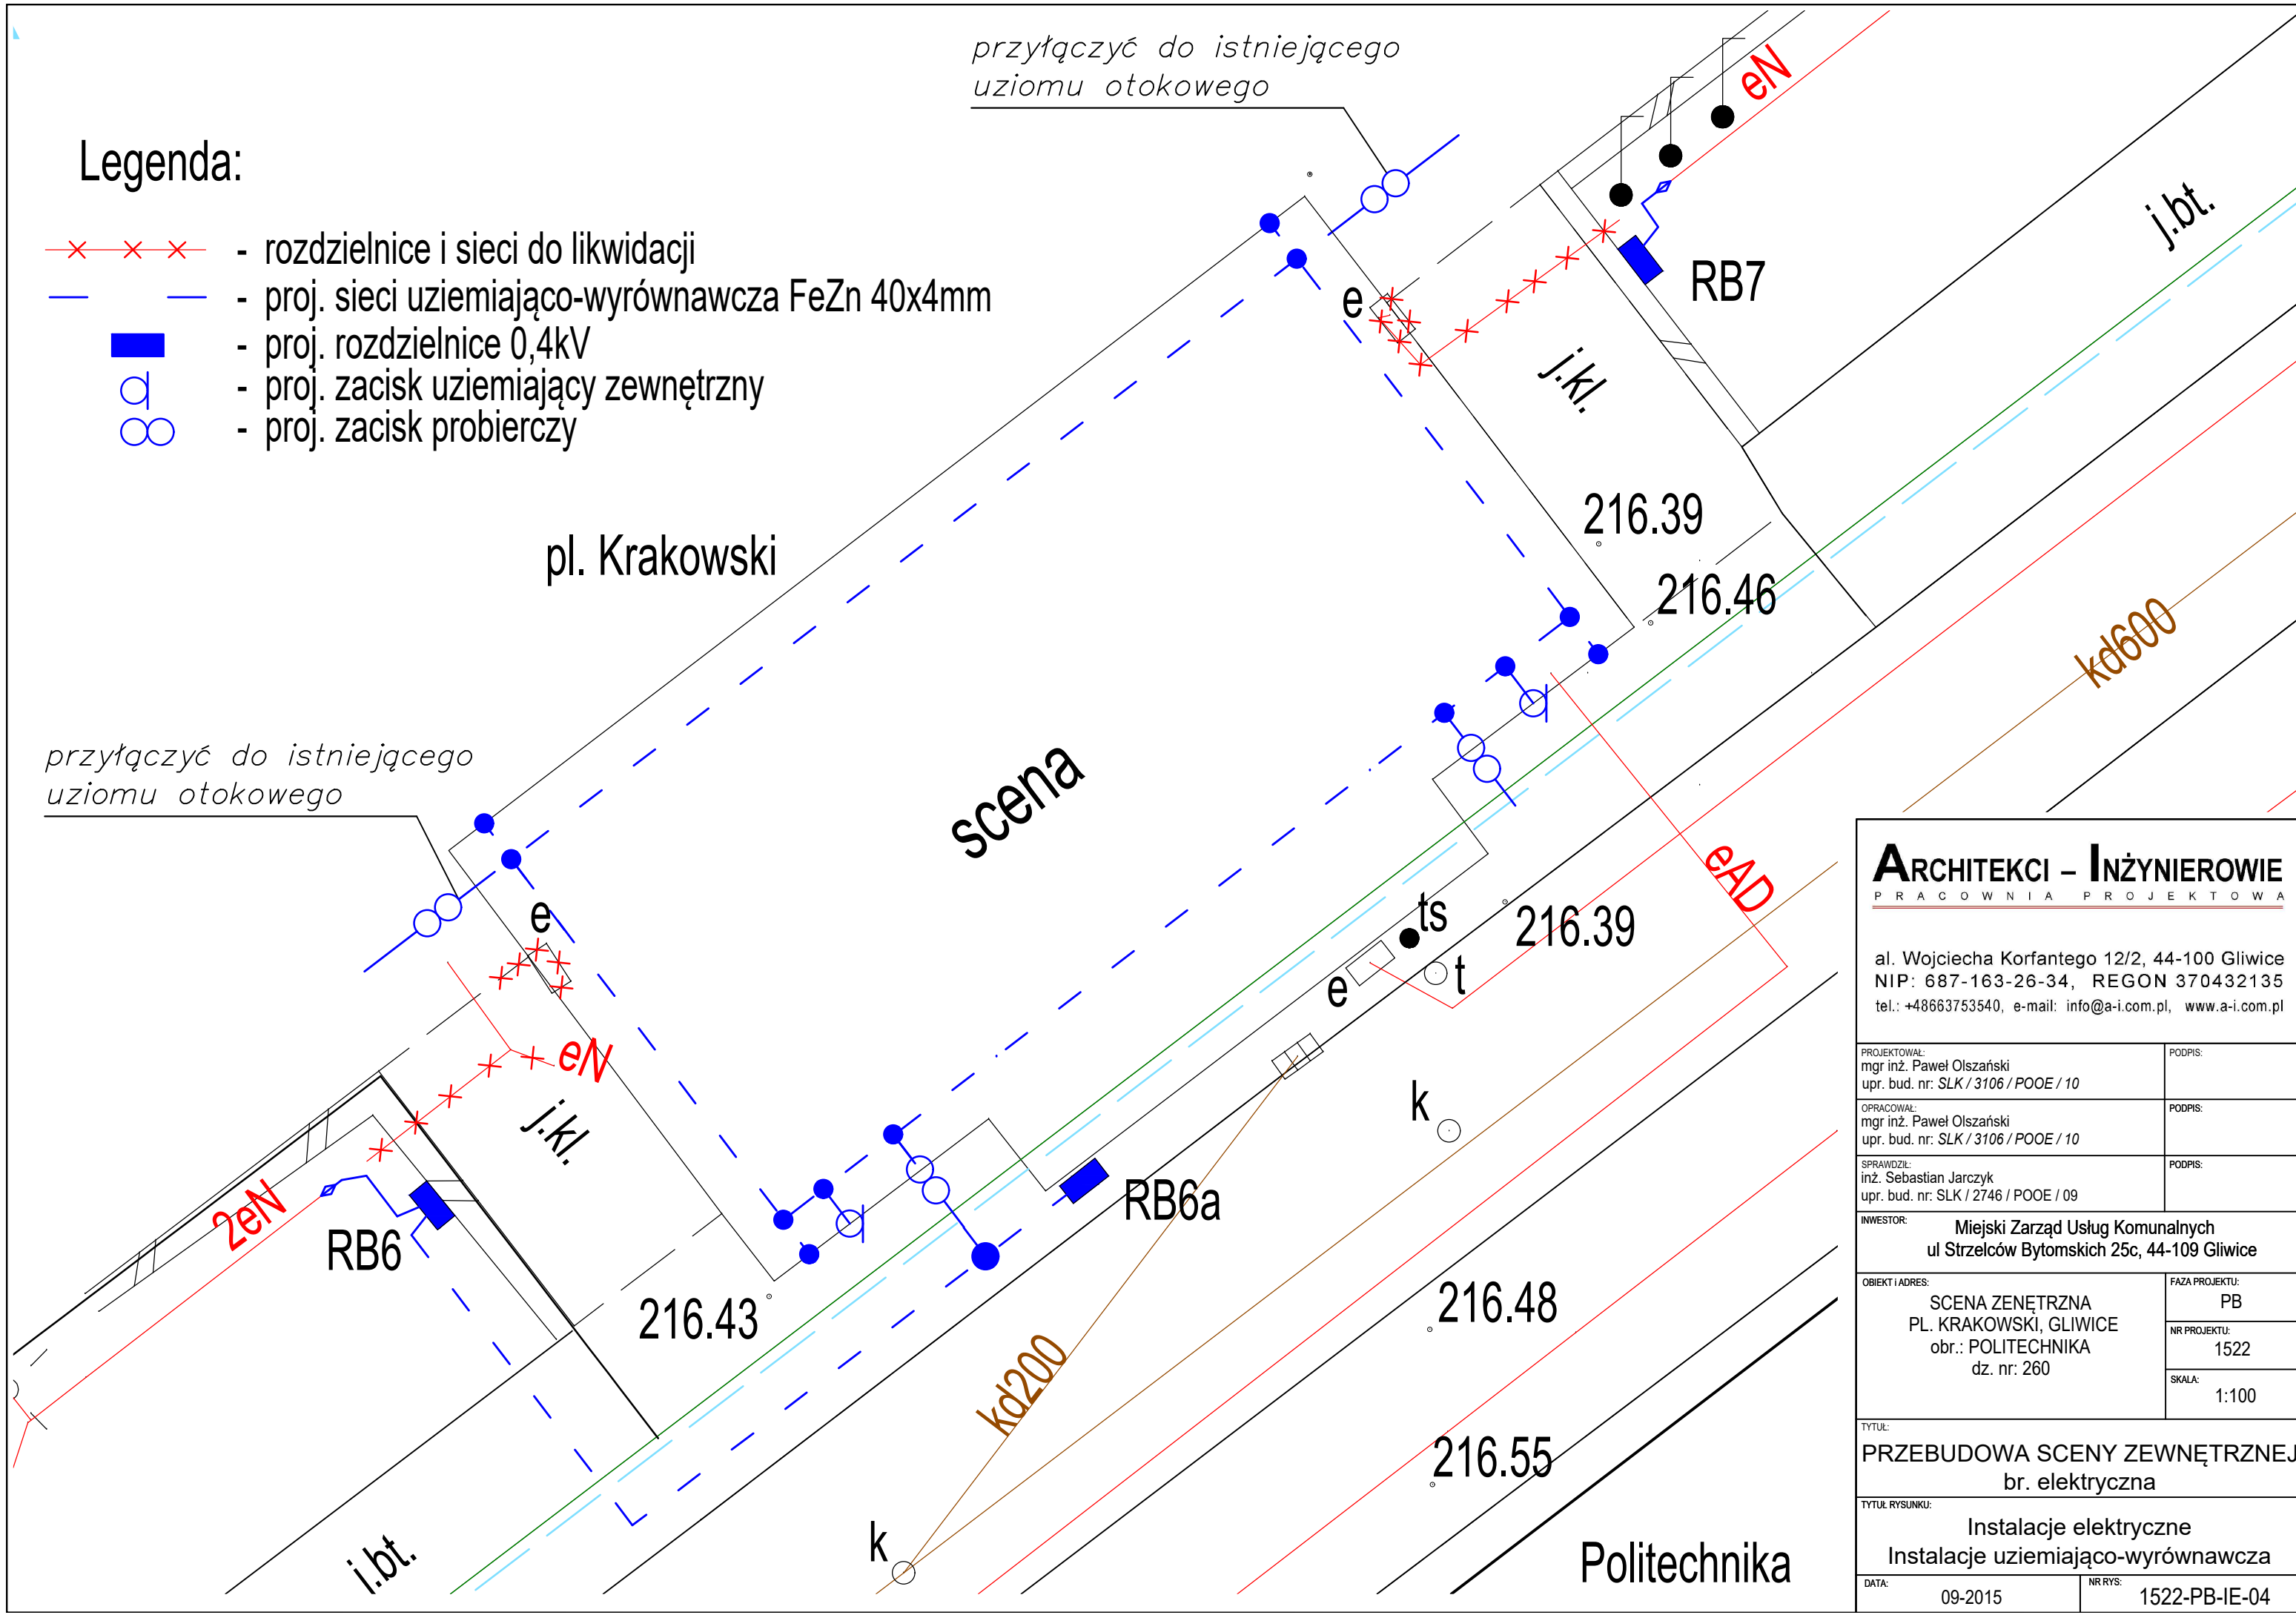 przyłączyć do istniejącego
uziomu otokowego
eN
Legenda:
- rozdzielnice i sieci do likwidacji
- proj. sieci uziemiająco-wyrównawcza FeZn 40x4mm
- proj. rozdzielnice 0,4kV
- proj. zacisk uziemiający zewnętrzny
- proj. zacisk probierczy
j.bt.
RB7
e
j.kl.
216.39
pl. Krakowski
216.46
kd600
przyłączyć do istniejącego
uziomu otokowego
scena
eAD
e
ts
216.39
t
e
eN
k
j.kl.
2eN
RB6
RB6a
216.43
216.48
kd200
216.55
k
i.bt.
Politechnika
ARCHITEKCI – INŻYNIEROWIE
PRACOWNIA PROJEKTOWA
al. Wojciecha Korfantego 12/2, 44-100 Gliwice
NIP: 687-163-26-34, REGON 370432135
tel.: +48663753540, e-mail: info@a-i.com.pl, www.a-i.com.pl
PROJEKTOWAŁ:
mgr inż. Paweł Olszański
upr. bud. nr: SLK / 3106 / POOE / 10
PODPIS:
OPRACOWAŁ:
mgr inż. Paweł Olszański
upr. bud. nr: SLK / 3106 / POOE / 10
PODPIS:
SPRAWDZIŁ:
inż. Sebastian Jarczyk
upr. bud. nr: SLK / 2746 / POOE / 09
PODPIS:
INWESTOR:
Miejski Zarząd Usług Komunalnych
ul Strzelców Bytomskich 25c, 44-109 Gliwice
OBIEKT i ADRES:
SCENA ZENĘTRZNA
PL. KRAKOWSKI, GLIWICE
obr.: POLITECHNIKA
dz. nr: 260
FAZA PROJEKTU:
PB
NR PROJEKTU:
1522
SKALA:
1:100
TYTUŁ:
PRZEBUDOWA SCENY ZEWNĘTRZNEJ
br. elektryczna
TYTUŁ RYSUNKU:
Instalacje elektryczne
Instalacje uziemiająco-wyrównawcza
DATA:
09-2015
NR RYS:
1522-PB-IE-04